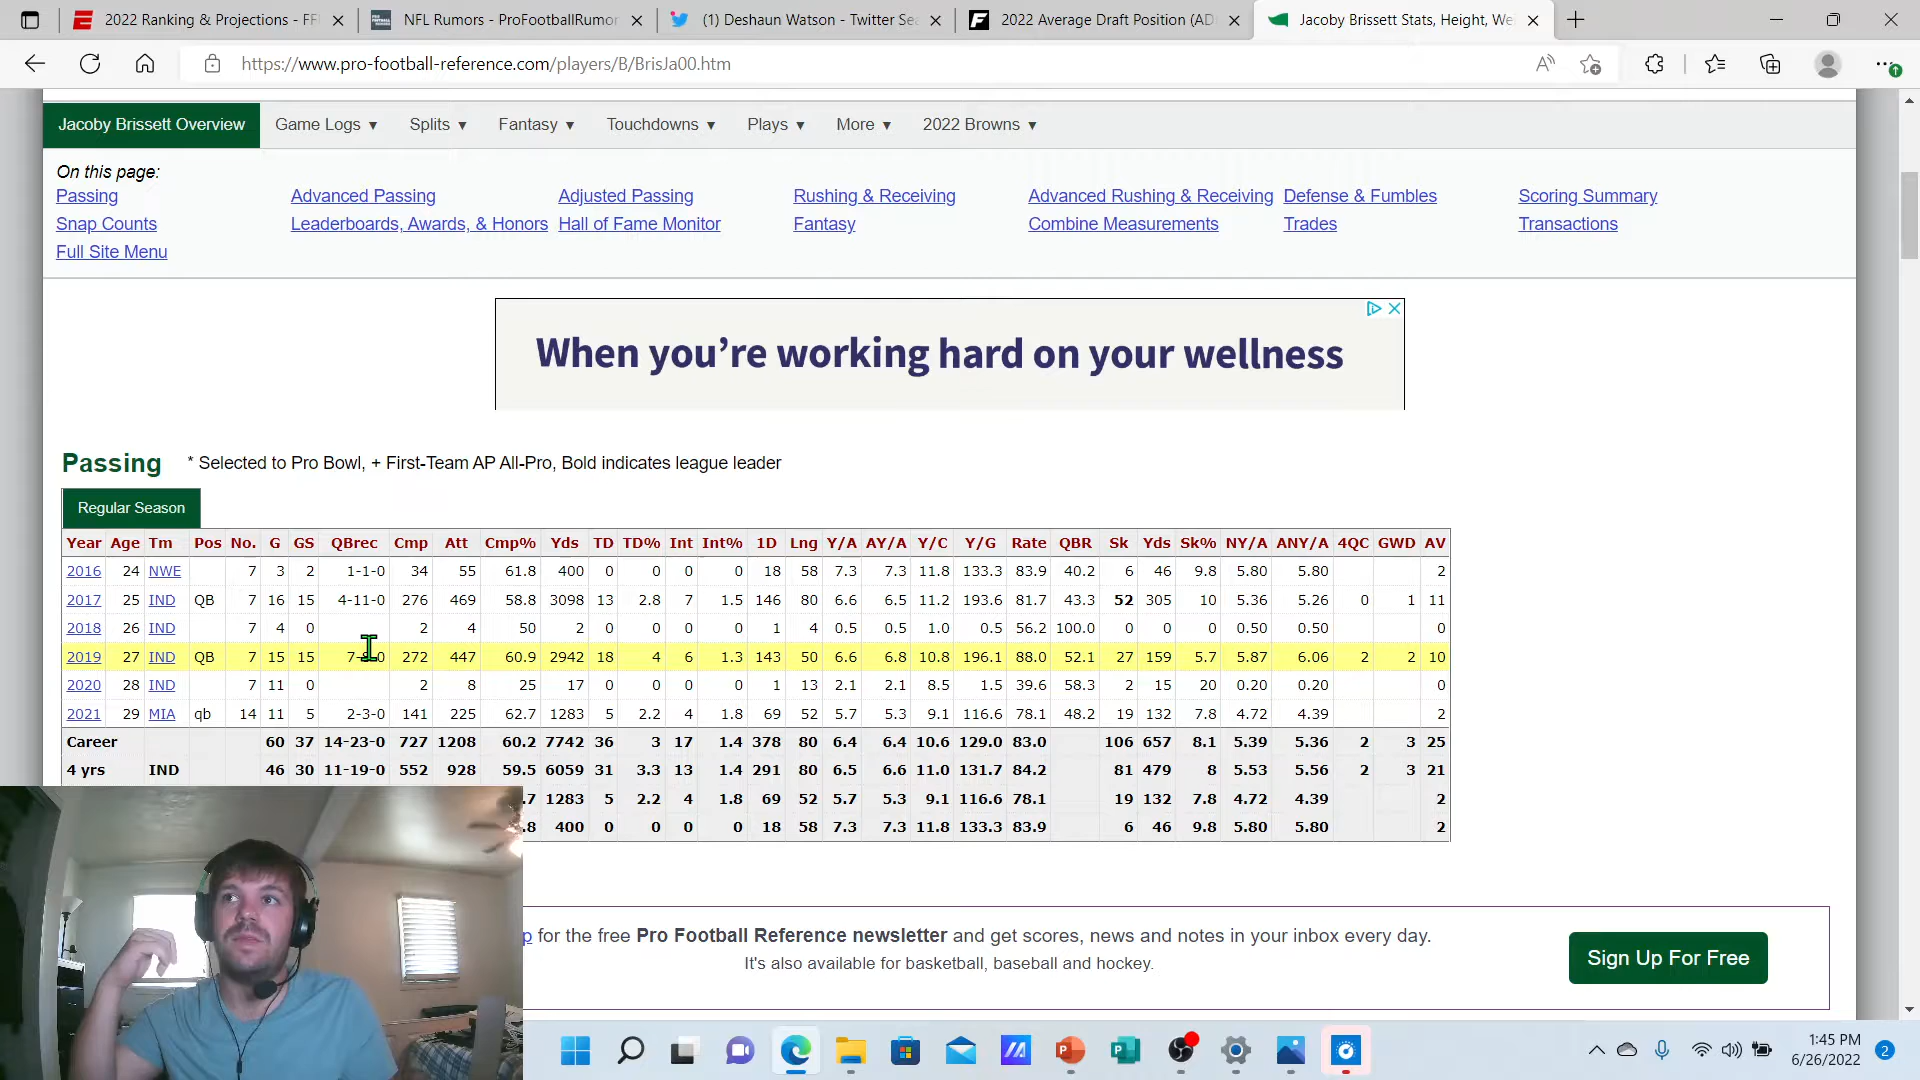 2022 Ranking & Projections - FF
NFL Rumors - ProFootballRumor
(1) Deshaun Watson - Twitter Se
2022 Average Draft Position (AD
Jacoby Brissett Stats, Height, We
https://www.pro-football-reference.com/players/B/BrisJa00.htm
Jacoby Brissett Overview Game Logs ▼ Splits ▼ Fantasy ▼ Touchdowns ▼ Plays ▼ More ▼ 2022 Browns ▼
On this page:
Passing Advanced Passing Adjusted Passing Rushing & Receiving Advanced Rushing & Receiving Defense & Fumbles Scoring Summary
Snap Counts Leaderboards, Awards, & Honors Hall of Fame Monitor Fantasy Combine Measurements Trades Transactions
Full Site Menu
When you're working hard on your wellness
Passing * Selected to Pro Bowl, + First-Team AP All-Pro, Bold indicates league leader
Regular Season
Year Age Tm Pos No. G GS QBrec Cmp Att Cmp% Yds TD TD% Int Int% 1D Lng Y/A AY/A Y/C Y/G Rate QBR Sk Yds Sk% NY/A ANY/A 4QC GWD AV
2016 24 NWE 7 3 2 1-1-0 34 55 61.8 400 0 0 0 0 18 58 7.3 7.3 11.8 133.3 83.9 40.2 6 46 9.8 5.80 5.80 2
2017 25 IND QB 7 16 15 4-11-0 276 469 58.8 3098 13 2.8 7 1.5 146 80 6.6 6.5 11.2 193.6 81.7 43.3 52 305 10 5.36 5.26 0 1 11
2018 26 IND 7 4 0 2 4 50 2 0 0 0 0 1 4 0.5 0.5 1.0 0.5 56.2 100.0 0 0 0 0.50 0.50 0
2019 27 IND QB 7 15 15 272 447 60.9 2942 18 4 6 1.3 143 50 6.6 6.8 10.8 196.1 88.0 52.1 27 159 5.7 5.87 6.06 2 2 10
2020 28 IND 7 11 0 2 8 25 17 0 0 0 0 1 13 2.1 2.1 8.5 1.5 39.6 58.3 2 15 20 0.20 0.20 0
2021 29 MIA qb 14 11 5 2-3-0 141 225 62.7 1283 5 2.2 4 1.8 69 52 5.7 5.3 9.1 116.6 78.1 48.2 19 132 7.8 4.72 4.39 2
Career 60 37 14-23-0 727 1208 60.2 7742 36 3 17 1.4 378 80 6.4 6.4 10.6 129.0 83.0 106 657 8.1 5.39 5.36 2 3 25
4 yrs IND 46 30 11-19-0 552 928 59.5 6059 31 3.3 13 1.4 291 80 6.5 6.6 11.0 131.7 84.2 81 479 8 5.53 5.56 2 3 21
.7 1283 5 2.2 4 1.8 69 52 5.7 5.3 9.1 116.6 78.1 19 132 7.8 4.72 4.39 2
.8 400 0 0 0 0 18 58 7.3 7.3 11.8 133.3 83.9 6 46 9.8 5.80 5.80 2
p for the free Pro Football Reference newsletter and get scores, news and notes in your inbox every day.
It's also available for basketball, baseball and hockey.
Sign Up For Free
1:45 PM
6/26/2022
2